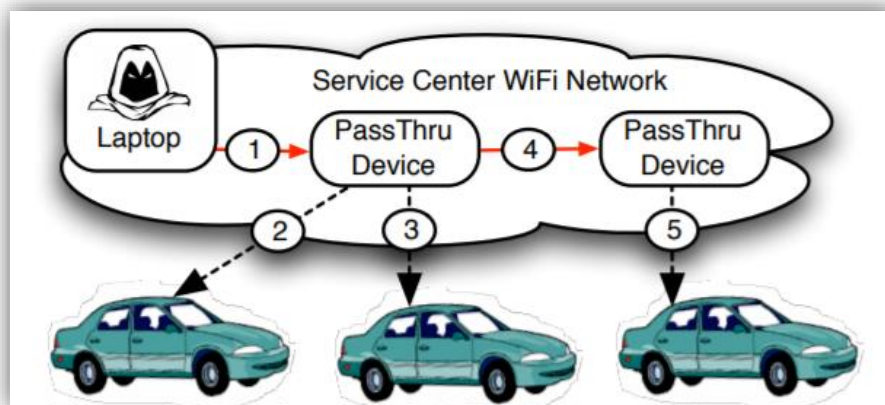 Service Center WiFi Network
Laptop
1
PassThru
Device
4
PassThru
Device
2
3
5